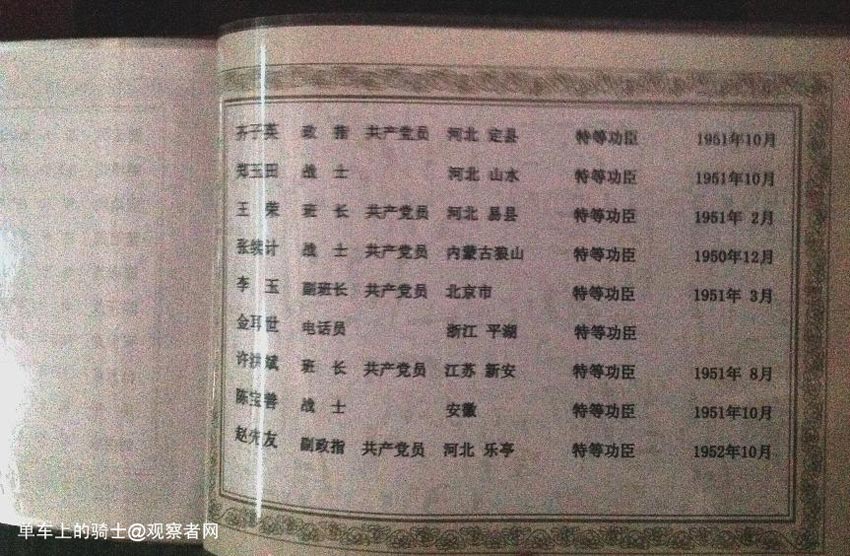 齐子英 政 指 共产党员 河北 定县 特等功臣 1951年10月
郑玉田 战 士 河北 山水 特等功臣 1951年10月
王 荣 班 长 共产党员 河北 易县 特等功臣 1951年 2月
张续计 战 士 共产党员 内蒙古狼山 特等功臣 1950年12月
李 玉 副班长 共产党员 北京市 特等功臣 1951年 3月
金耳世 电话员 浙江 平湖 特等功臣
许扶斌 班 长 共产党员 江苏 新安 特等功臣 1951年 8月
陈宝善 战 士 安徽 特等功臣 1951年10月
赵先友 副政指 共产党员 河北 乐亭 特等功臣 1952年10月
单车上的骑士@观察者网